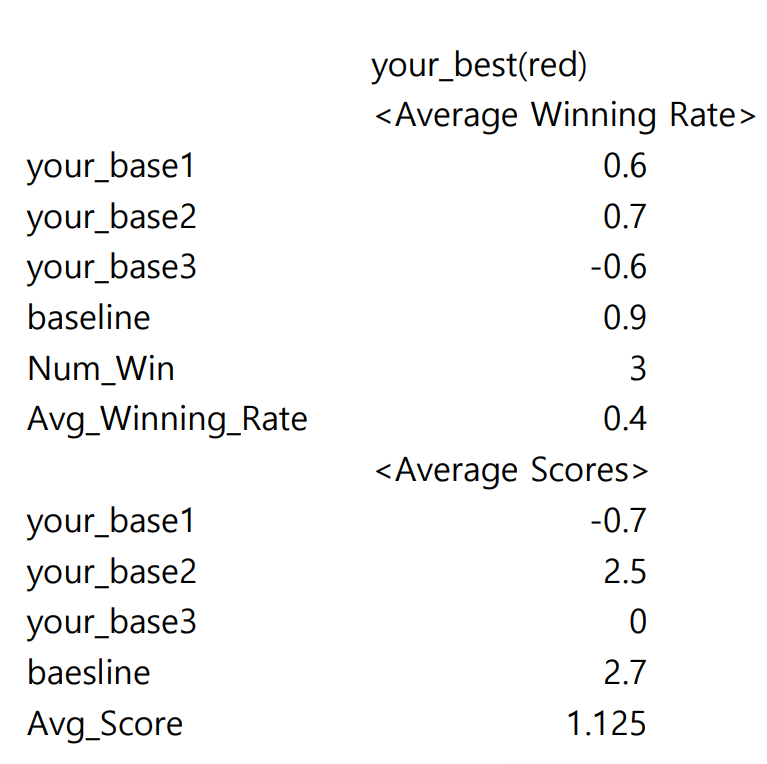 your_best(red)
<Average Winning Rate>
your_base1 0.6
your_base2 0.7
your_base3 -0.6
baseline 0.9
Num_Win 3
Avg_Winning_Rate 0.4
<Average Scores>
your_base1 -0.7
your_base2 2.5
your_base3 0
baesline 2.7
Avg_Score 1.125